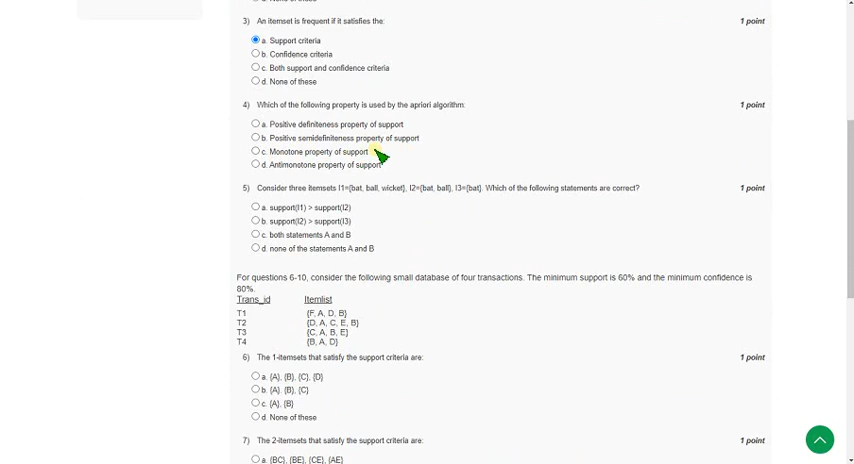 3) An itemset is frequent if it satisfies the: 1 point
a. Support criteria
b. Confidence criteria
c. Both support and confidence criteria
d. None of these
4) Which of the following property is used by the apriori algorithm: 1 point
a. Positive definiteness property of support
b. Positive semidefiniteness property of support
c. Monotone property of support
d. Antimonotone property of support
5) Consider three itemsets I1={bat, ball, wicket}, I2={bat, ball}, I3={bat}. Which of the following statements are correct? 1 point
a. support(I1) > support(I2)
b. support(I2) > support(I3)
c. both statements A and B
d. none of the statements A and B
For questions 6-10, consider the following small database of four transactions. The minimum support is 60% and the minimum confidence is
80%.
Trans_id Itemlist
T1 {F, A, D, B}
T2 {D, A, C, E, B}
T3 {C, A, B, E}
T4 {B, A, D}
6) The 1-itemsets that satisfy the support criteria are: 1 point
a. {A}, {B}, {C}, {D}
b. {A}, {B}, {C}
c. {A}, {B}
d. None of these
7) The 2-itemsets that satisfy the support criteria are: 1 point
a. {BC}, {BE}, {CE}, {AE}